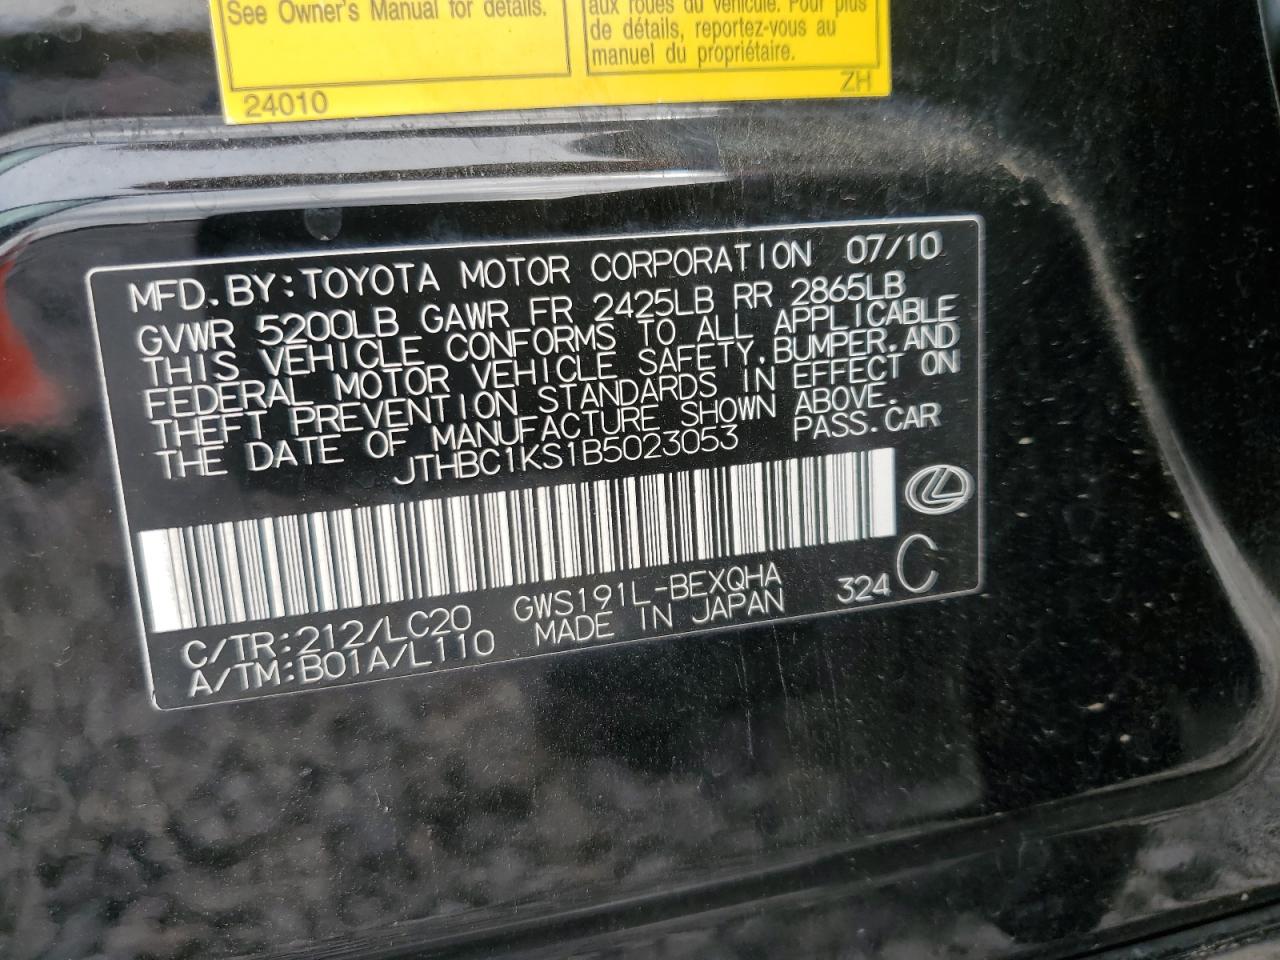 See Owner's Manual for details.
aux roues du véhicule. Pour plus
de détails, reportez-vous au
manuel du propriétaire.
24010
ZH
MFD. BY: TOYOTA MOTOR CORPORATION 07/10
GVWR 5200LB GAWR FR 2425LB RR 2865LB
THIS VEHICLE CONFORMS TO ALL APPLICABLE
FEDERAL MOTOR VEHICLE SAFETY, BUMPER, AND
THEFT PREVENTION STANDARDS IN EFFECT ON
THE DATE OF MANUFACTURE SHOWN ABOVE.
JTHBC1KS1B5023053 PASS. CAR
C/TR: 212/LC20 GWS191L-BEXQHA 324 C
A/TM: B01A/L110 MADE IN JAPAN